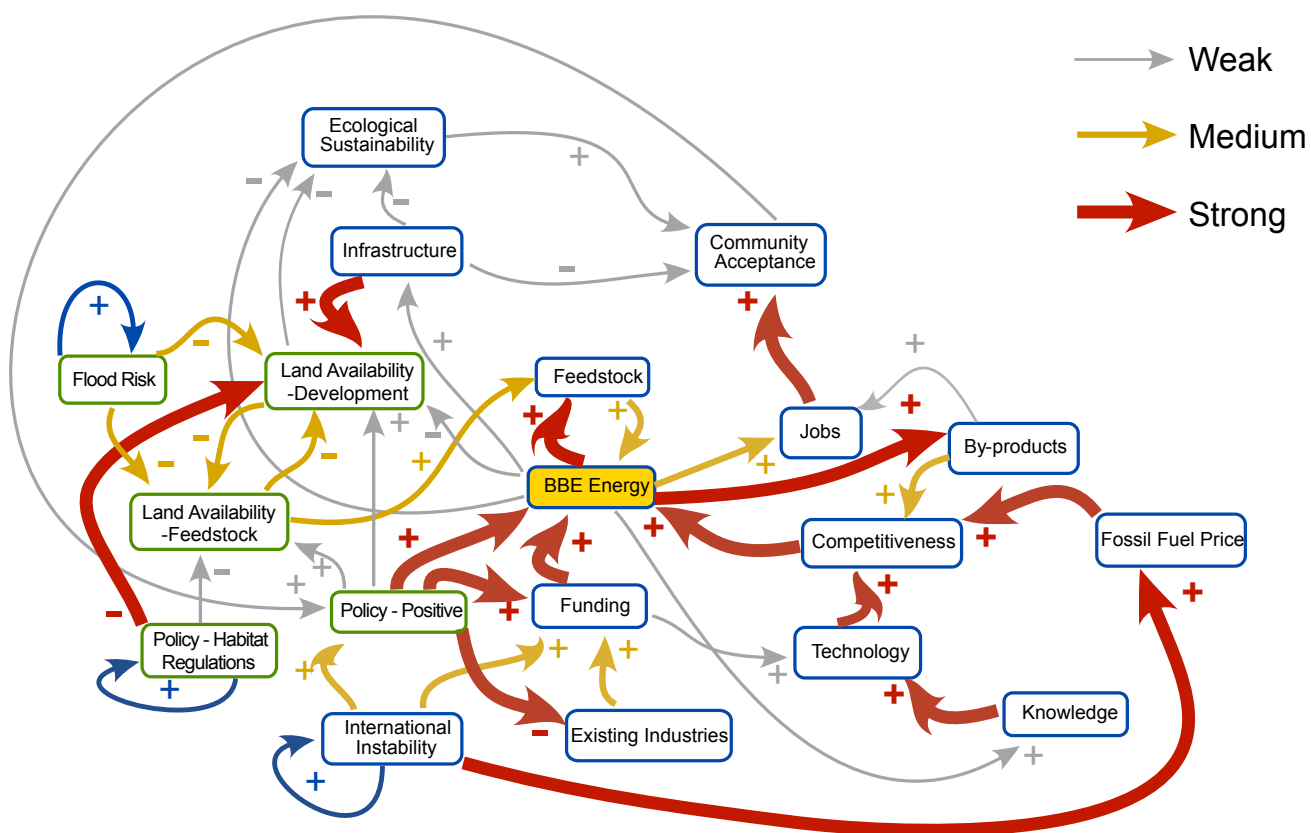 Weak
Medium
Strong
Ecological
Sustainability
Infrastructure
Community
Acceptance
Flood Risk
Land Availability
-Development
Feedstock
Jobs
By-products
BBE Energy
Land Availability
-Feedstock
Competitiveness
Fossil Fuel Price
Policy - Positive
Funding
Policy - Habitat
Regulations
Technology
International
Instability
Existing Industries
Knowledge